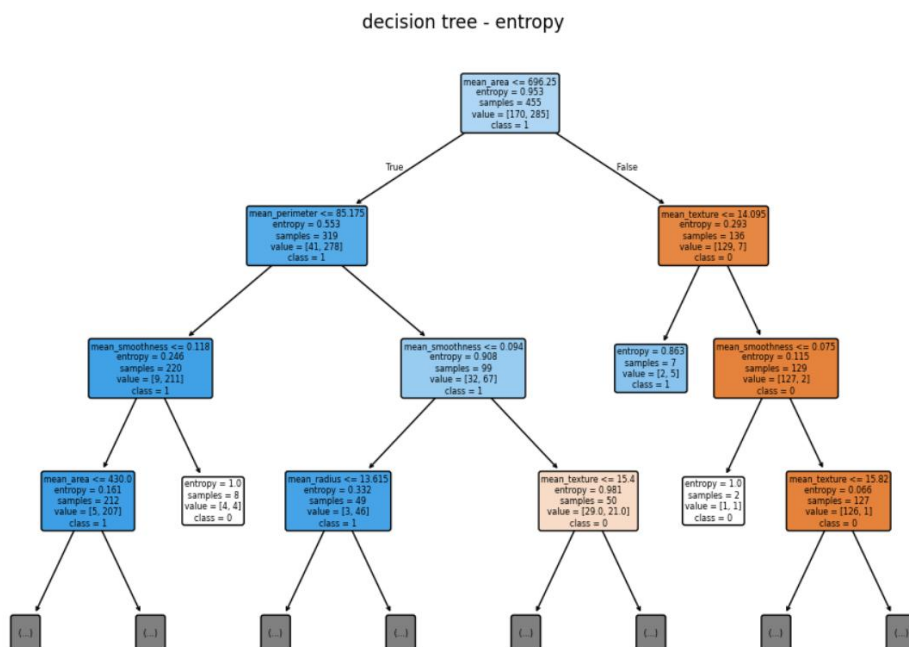 decision tree - entropy
mean_area <= 696.25
entropy = 0.953
samples = 455
value = [170, 285]
class = 1
True
False
mean_perimeter <= 85.175
entropy = 0.553
samples = 319
value = [41, 278]
class = 1
mean_texture <= 14.095
entropy = 0.293
samples = 136
value = [129, 7]
class = 0
mean_smoothness <= 0.118
entropy = 0.246
samples = 220
value = [9, 211]
class = 1
mean_smoothness <= 0.094
entropy = 0.908
samples = 99
value = [32, 67]
class = 1
entropy = 0.863
samples = 7
value = [2, 5]
class = 1
mean_smoothness <= 0.075
entropy = 0.115
samples = 129
value = [127, 2]
class = 0
mean_area <= 430.0
entropy = 0.161
samples = 212
value = [5, 207]
class = 1
entropy = 1.0
samples = 8
value = [4, 4]
class = 0
mean_radius <= 13.615
entropy = 0.332
samples = 49
value = [3, 46]
class = 1
mean_texture <= 15.4
entropy = 0.981
samples = 50
value = [29.0, 21.0]
class = 0
entropy = 1.0
samples = 2
value = [1, 1]
class = 0
mean_texture <= 15.82
entropy = 0.066
samples = 127
value = [126, 1]
class = 0
(...)
(...)
(...)
(...)
(...)
(...)
(...)
(...)